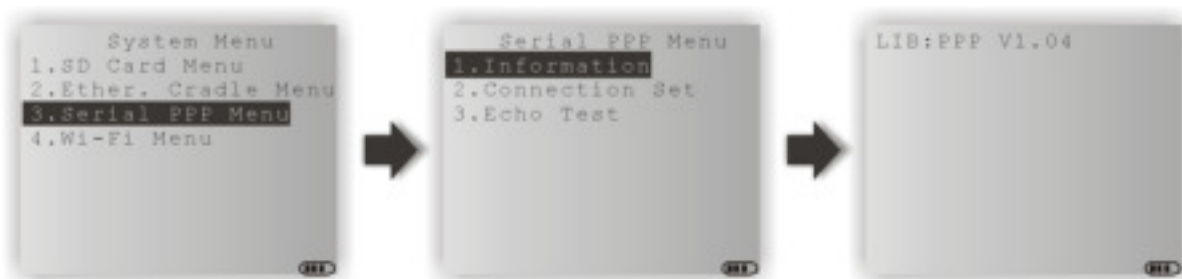 System Menu
1.SD Card Menu
2.Ether. Cradle Menu
3.Serial PPP Menu
4.Wi-Fi Menu
Serial PPP Menu
1.Information
2.Connection Set
3.Echo Test
LIB:PPP V1.04